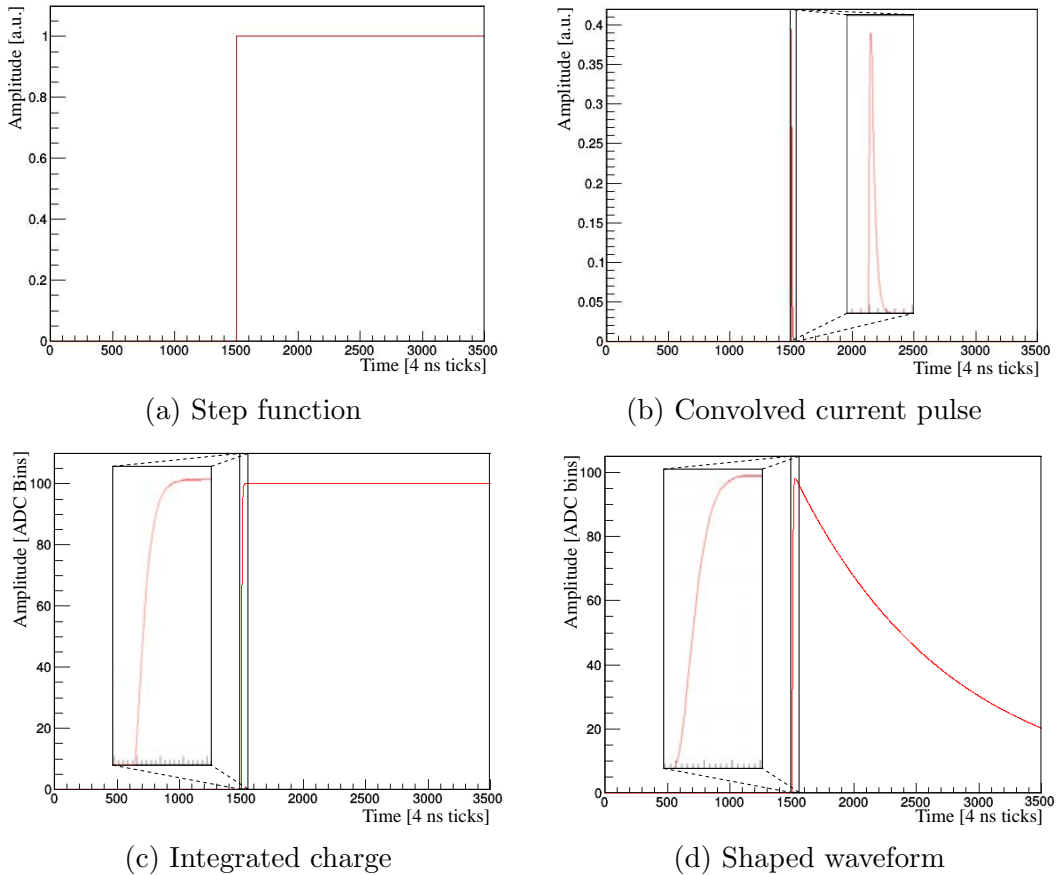 Amplitude [a.u.]
1
0.8
0.6
0.4
0.2
0
0 500 1000 1500 2000 2500 3000 3500
Time [4 ns ticks]
(a) Step function
Amplitude [a.u.]
0.4
0.35
0.3
0.25
0.2
0.15
0.1
0.05
0
0 500 1000 1500 2000 2500 3000 3500
Time [4 ns ticks]
(b) Convolved current pulse
Amplitude [ADC Bins]
100
80
60
40
20
0
0 500 1000 1500 2000 2500 3000 3500
Time [4 ns ticks]
(c) Integrated charge
Amplitude [ADC bins]
100
80
60
40
20
0
0 500 1000 1500 2000 2500 3000 3500
Time [4 ns ticks]
(d) Shaped waveform